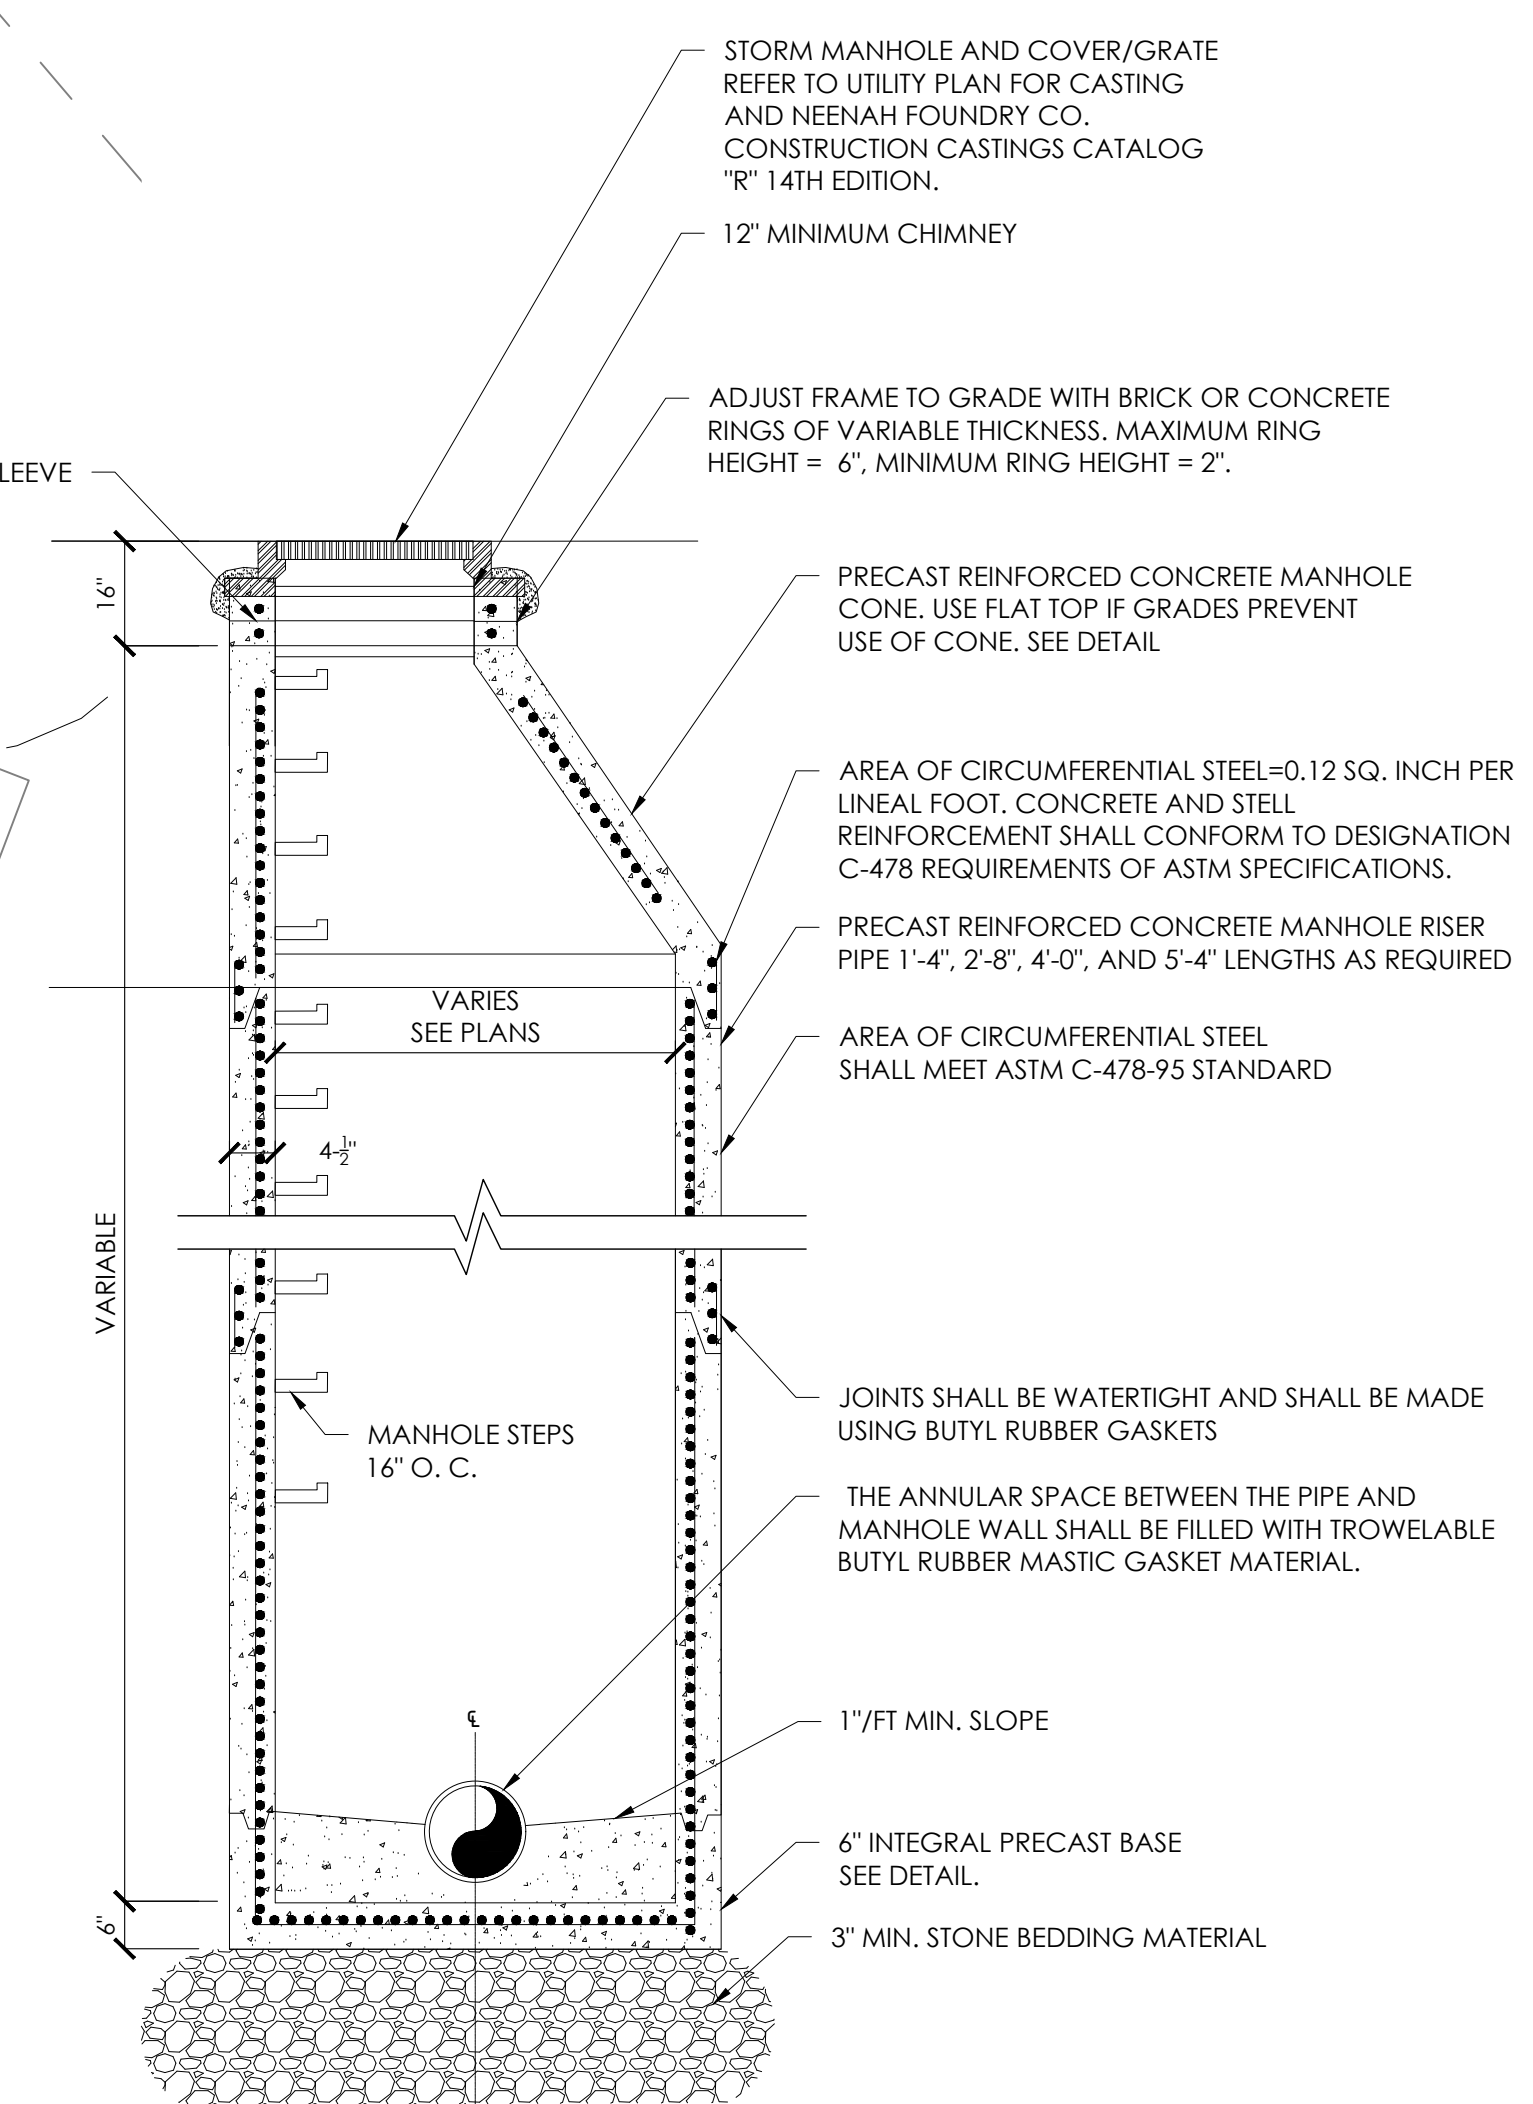 STORM MANHOLE AND COVER/GRATE
REFER TO UTILITY PLAN FOR CASTING
AND NEENAH FOUNDRY CO.
CONSTRUCTION CASTINGS CATALOG
"R" 14TH EDITION.
12" MINIMUM CHIMNEY
ADJUST FRAME TO GRADE WITH BRICK OR CONCRETE
RINGS OF VARIABLE THICKNESS. MAXIMUM RING
HEIGHT = 6", MINIMUM RING HEIGHT = 2".
LEEVE
16"
PRECAST REINFORCED CONCRETE MANHOLE
CONE. USE FLAT TOP IF GRADES PREVENT
USE OF CONE. SEE DETAIL
AREA OF CIRCUMFERENTIAL STEEL=0.12 SQ. INCH PER
LINEAL FOOT. CONCRETE AND STELL
REINFORCEMENT SHALL CONFORM TO DESIGNATION
C-478 REQUIREMENTS OF ASTM SPECIFICATIONS.
PRECAST REINFORCED CONCRETE MANHOLE RISER
PIPE 1'-4", 2'-8", 4'-0", AND 5'-4" LENGTHS AS REQUIRED
VARIES
SEE PLANS
AREA OF CIRCUMFERENTIAL STEEL
SHALL MEET ASTM C-478-95 STANDARD
4-1/2"
VARIABLE
JOINTS SHALL BE WATERTIGHT AND SHALL BE MADE
USING BUTYL RUBBER GASKETS
MANHOLE STEPS
16" O. C.
THE ANNULAR SPACE BETWEEN THE PIPE AND
MANHOLE WALL SHALL BE FILLED WITH TROWELABLE
BUTYL RUBBER MASTIC GASKET MATERIAL.
℄
1"/FT MIN. SLOPE
6" INTEGRAL PRECAST BASE
SEE DETAIL.
6"
3" MIN. STONE BEDDING MATERIAL